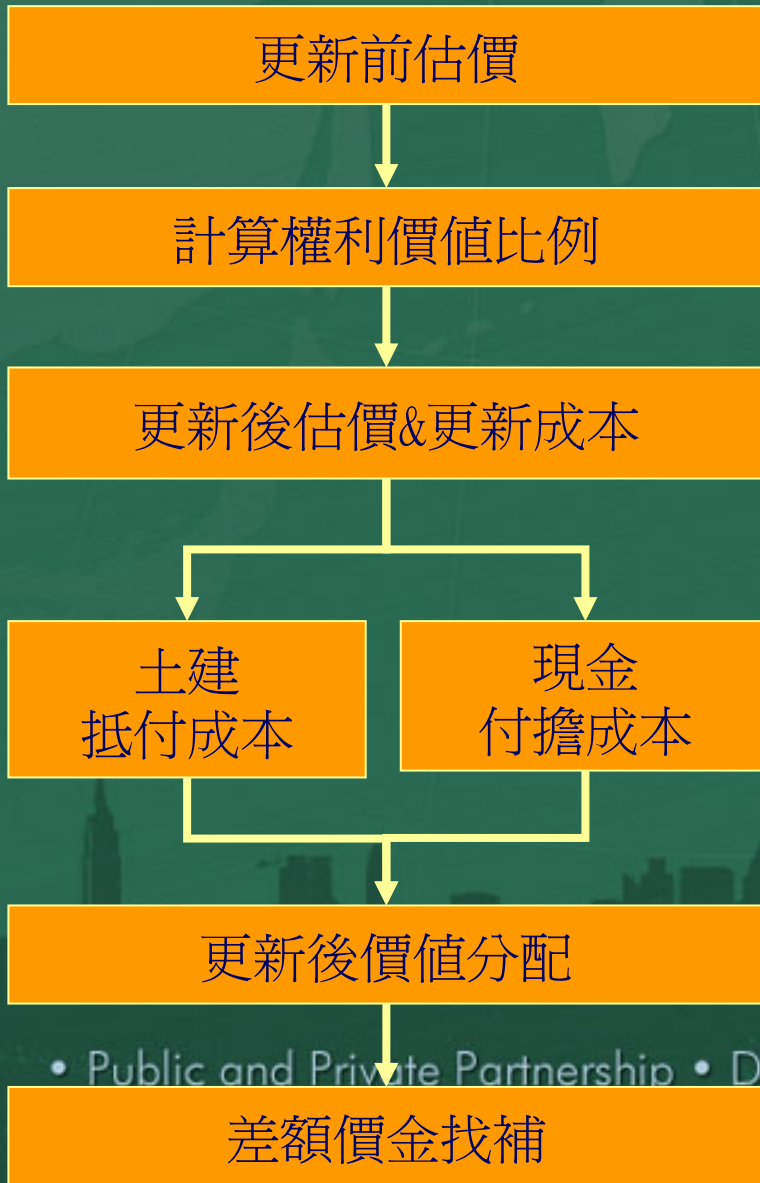 更新前估價
計算權利價值比例
更新後估價&更新成本
土建
抵付成本
現金
付擔成本
更新後價值分配
• Public and Private Partnership • D
差額價金找補